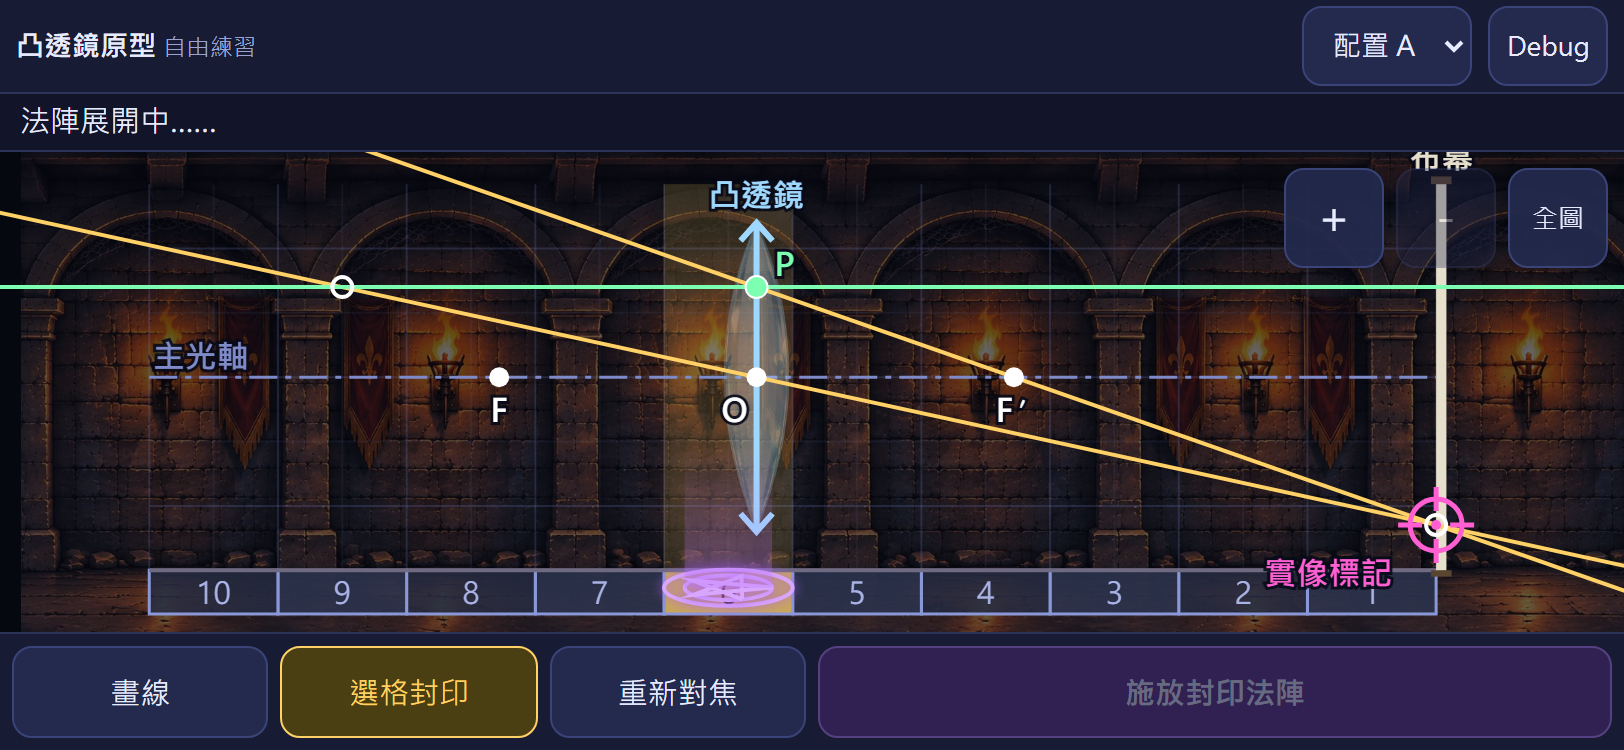 凸透鏡原型 自由練習
配置 A
Debug
法陣展開中......
布幕
凸透鏡
+
-
全圖
P
主光軸
F
O
F′
實像標記
10 9 8 7 5 4 3 2 1
畫線
選格封印
重新對焦
施放封印法陣